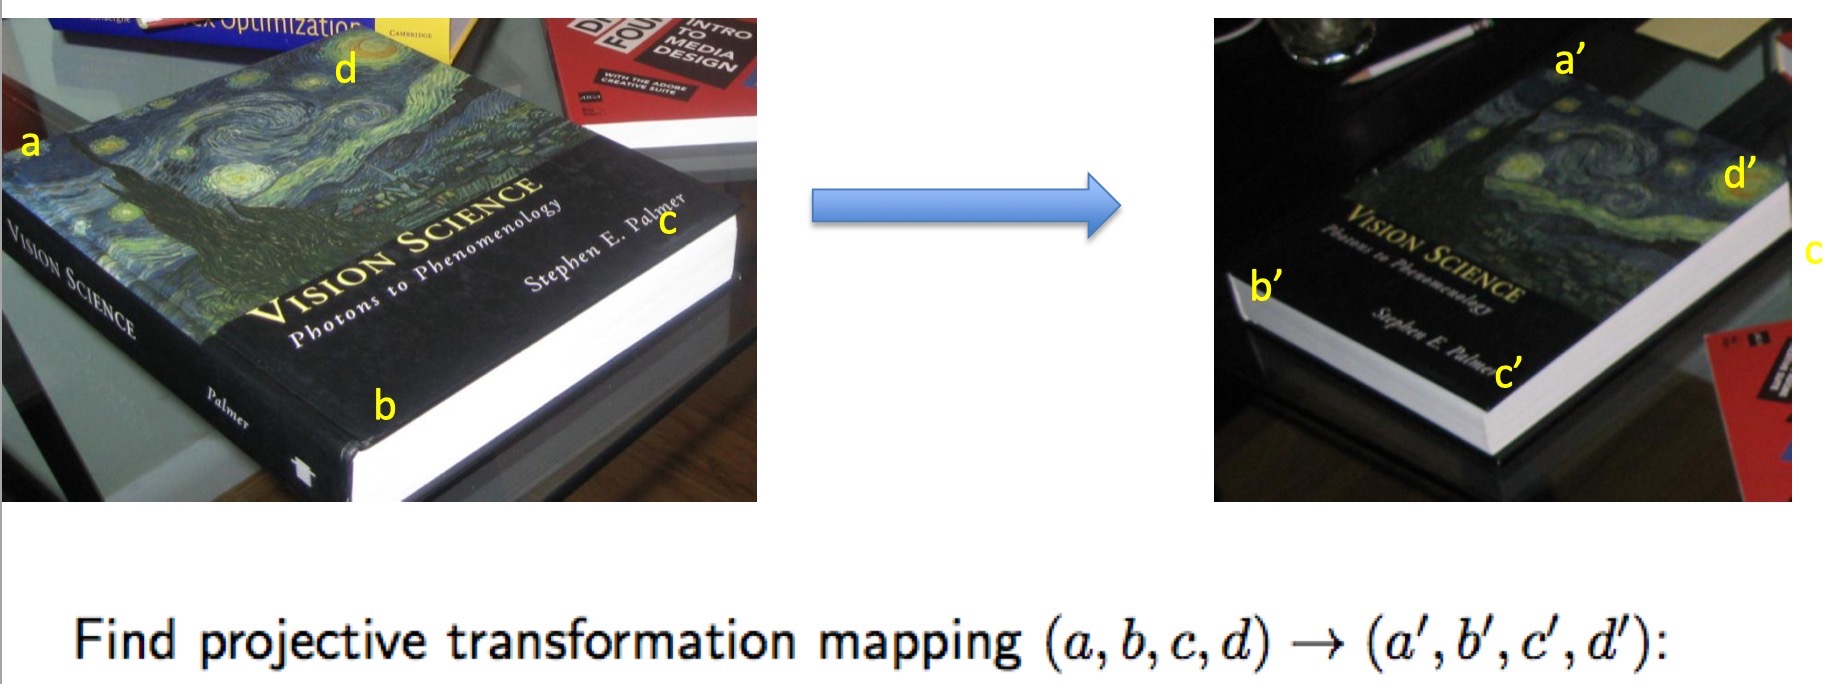 ex Optimization
CAMBRIDGE
INTRO
TO
MEDIA
DESIGN
WITH THE ADOBE
CREATIVE SUITE
d
a
VISION SCIENCE
Photons to Phenomenology
Stephen E. Palmer
c
VISION SCIENCE
Palmer
b
a′
d′
VISION SCIENCE
Photons to Phenomenology
Stephen E. Palmer
b′
c′
c
Find projective transformation mapping (a, b, c, d) → (a′, b′, c′, d′):